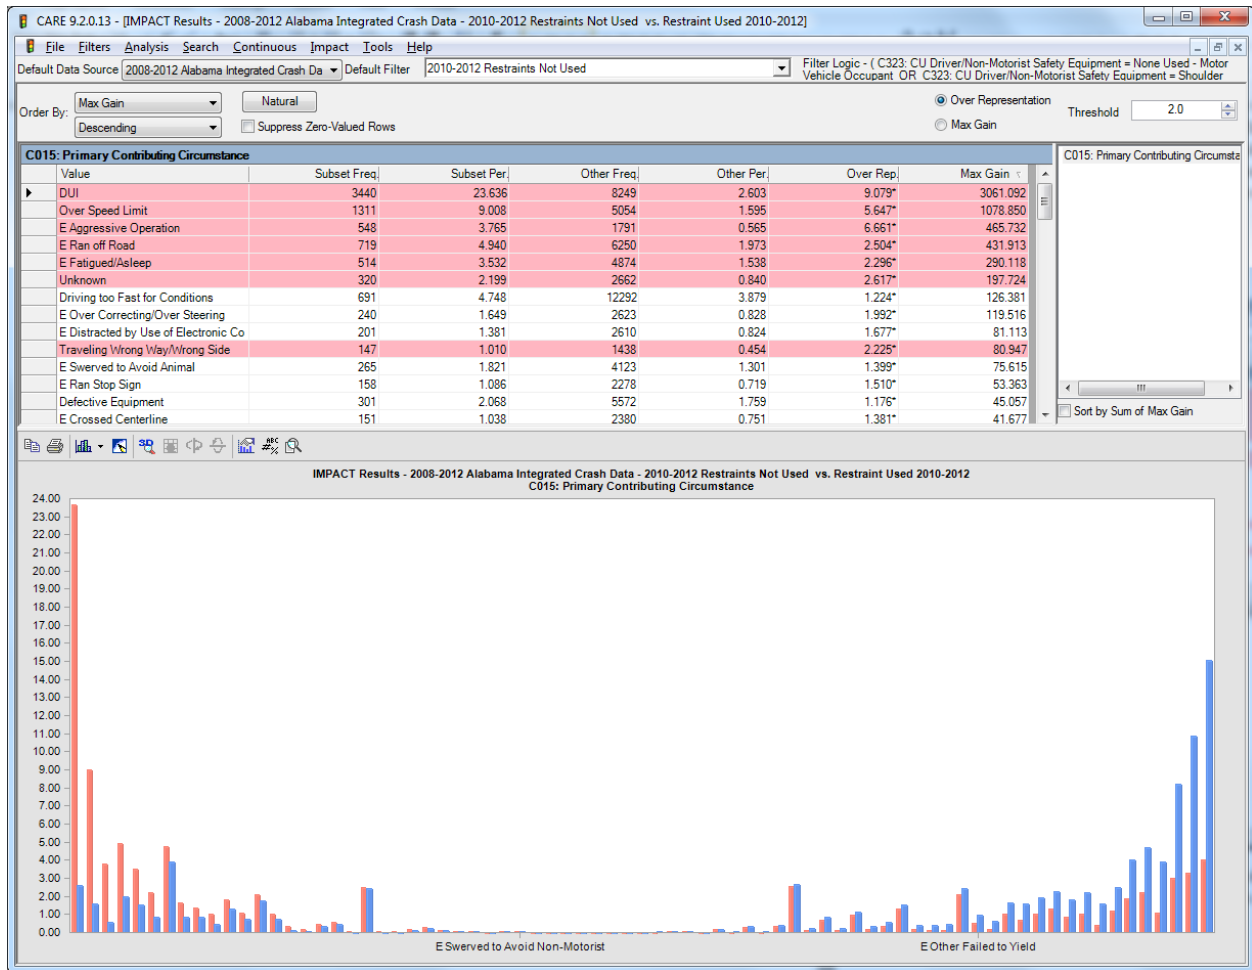 CARE 9.2.0.13 - [IMPACT Results - 2008-2012 Alabama Integrated Crash Data - 2010-2012 Restraints Not Used vs. Restraint Used 2010-2012]
File Filters Analysis Search Continuous Impact Tools Help
Default Data Source 2008-2012 Alabama Integrated Crash Da Default Filter 2010-2012 Restraints Not Used Filter Logic - ( C323: CU Driver/Non-Motorist Safety Equipment = None Used - Motor
Vehicle Occupant OR C323: CU Driver/Non-Motorist Safety Equipment = Shoulder
Order By: Max Gain Natural Over Representation Threshold 2.0
Descending Suppress Zero-Valued Rows Max Gain
C015: Primary Contributing Circumstance C015: Primary Contributing Circumsta
Value Subset Freq. Subset Per. Other Freq. Other Per. Over Rep. Max Gain
DUI 3440 23.636 8249 2.603 9.079* 3061.092
Over Speed Limit 1311 9.008 5054 1.595 5.647* 1078.850
E Aggressive Operation 548 3.765 1791 0.565 6.661* 465.732
E Ran off Road 719 4.940 6250 1.973 2.504* 431.913
E Fatigued/Asleep 514 3.532 4874 1.538 2.296* 290.118
Unknown 320 2.199 2662 0.840 2.617* 197.724
Driving too Fast for Conditions 691 4.748 12292 3.879 1.224* 126.381
E Over Correcting/Over Steering 240 1.649 2623 0.828 1.992* 119.516
E Distracted by Use of Electronic Co 201 1.381 2610 0.824 1.677* 81.113
Traveling Wrong Way/Wrong Side 147 1.010 1438 0.454 2.225* 80.947
E Swerved to Avoid Animal 265 1.821 4123 1.301 1.399* 75.615
E Ran Stop Sign 158 1.086 2278 0.719 1.510* 53.363
Defective Equipment 301 2.068 5572 1.759 1.176* 45.057
E Crossed Centerline 151 1.038 2380 0.751 1.381* 41.677
Sort by Sum of Max Gain
3D ABC
IMPACT Results - 2008-2012 Alabama Integrated Crash Data - 2010-2012 Restraints Not Used vs. Restraint Used 2010-2012
C015: Primary Contributing Circumstance
24.00
23.00
22.00
21.00
20.00
19.00
18.00
17.00
16.00
15.00
14.00
13.00
12.00
11.00
10.00
9.00
8.00
7.00
6.00
5.00
4.00
3.00
2.00
1.00
0.00
E Swerved to Avoid Non-Motorist E Other Failed to Yield